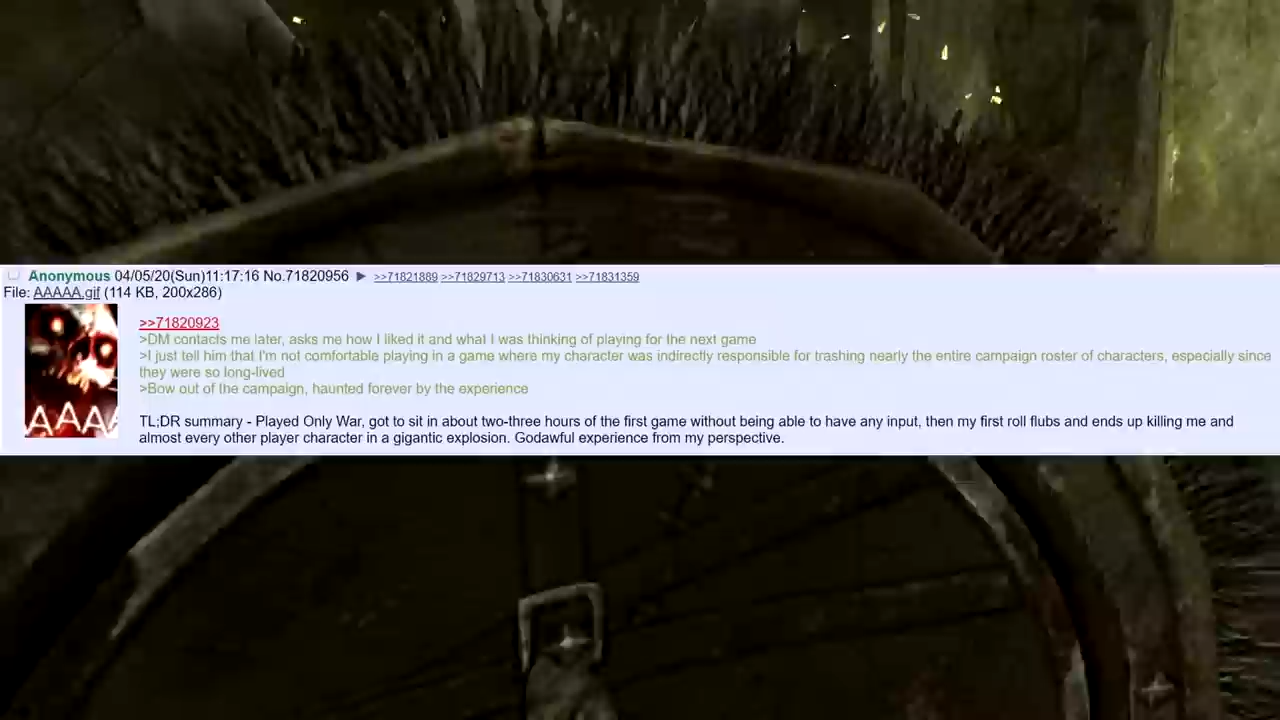 Anonymous 04/05/20(Sun)11:17:16 No.71820956 ▶ >>71821889 >>71829713 >>71830631 >>71831359
File: AAAAA.gif (114 KB, 200x286)
>>71820923
>DM contacts me later, asks me how I liked it and what I was thinking of playing for the next game
>I just tell him that I'm not comfortable playing in a game where my character was indirectly responsible for trashing nearly the entire campaign roster of characters, especially since
they were so long-lived
>Bow out of the campaign, haunted forever by the experience
AAAA
TL;DR summary - Played Only War, got to sit in about two-three hours of the first game without being able to have any input, then my first roll flubs and ends up killing me and
almost every other player character in a gigantic explosion. Godawful experience from my perspective.